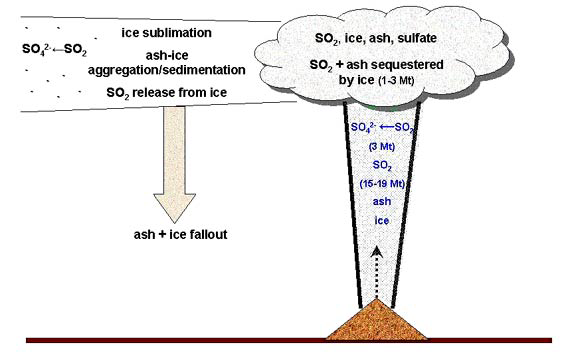 ice sublimation
SO₄²⁻←SO₂
ash-ice
aggregation/sedimentation
SO₂ release from ice
ash + ice fallout
SO₂, ice, ash, sulfate
SO₂ + ash sequestered
by ice (1-3 Mt)
SO₄²⁻ ←SO₂
(3 Mt)
SO₂
(15-19 Mt)
ash
ice